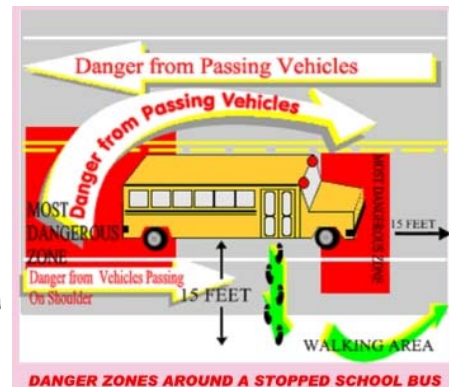 Danger from Passing Vehicles
Danger from Passing Vehicles
MOST
DANGEROUS
ZONE
MOST DANGEROUS ZONE
15 FEET
Danger from Vehicles Passing
On Shoulder
15 FEET
WALKING AREA
DANGER ZONES AROUND A STOPPED SCHOOL BUS